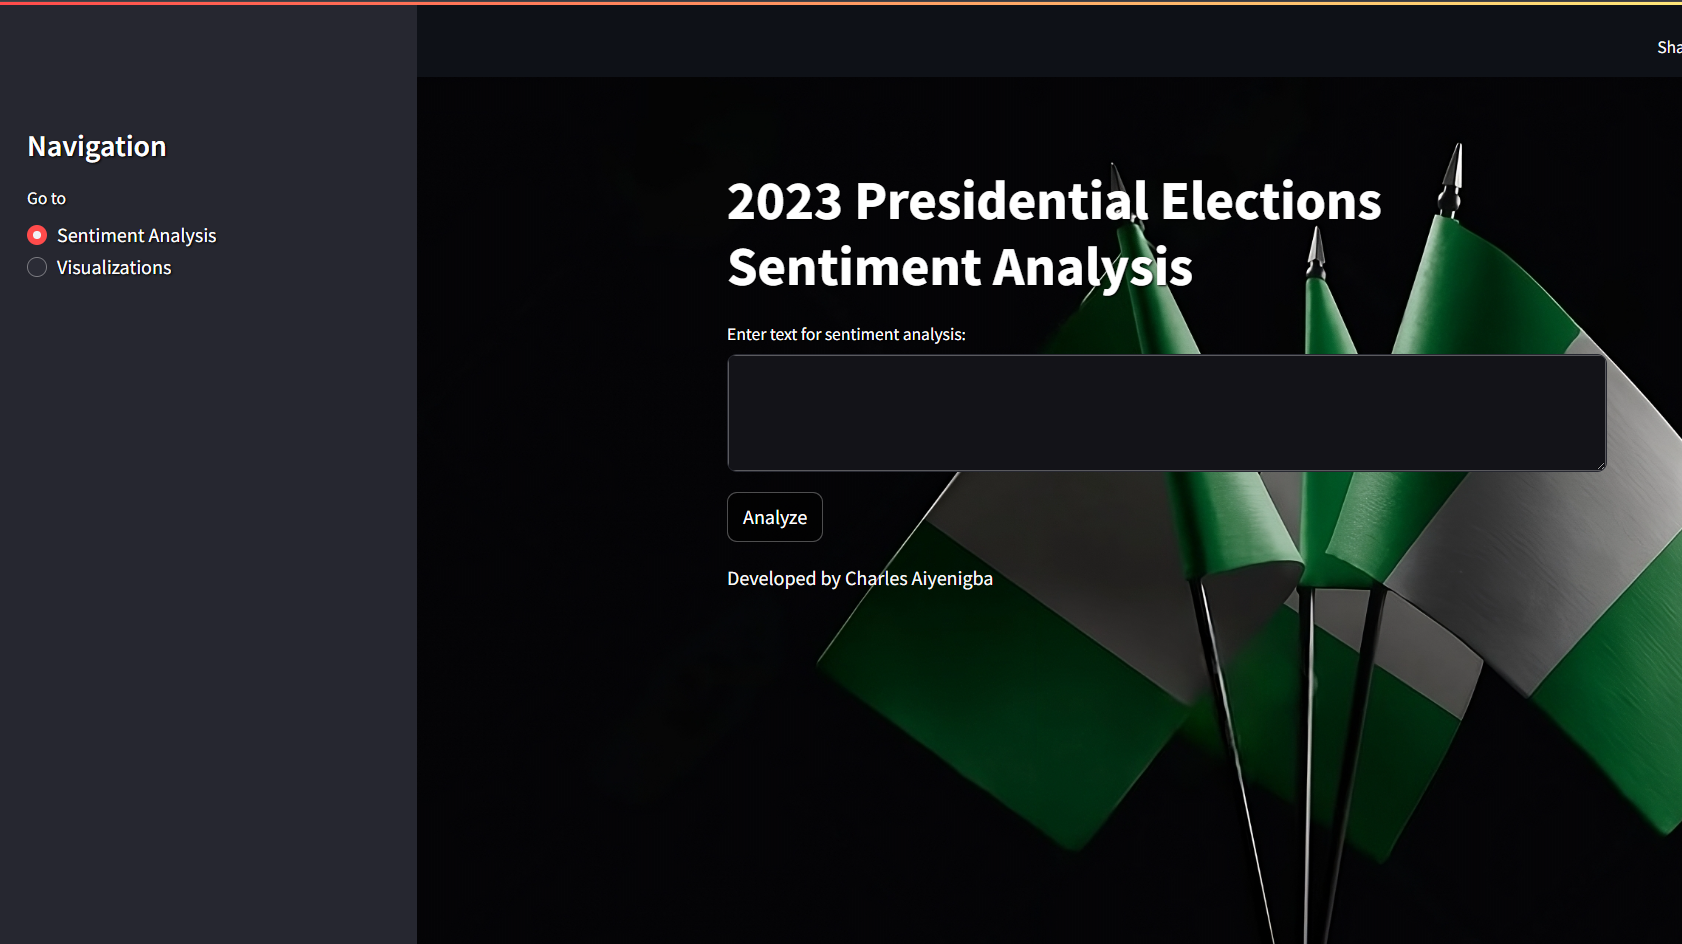 Sha
Navigation
Go to
Sentiment Analysis
Visualizations
2023 Presidential Elections
Sentiment Analysis
Enter text for sentiment analysis:
Analyze
Developed by Charles Aiyenigba